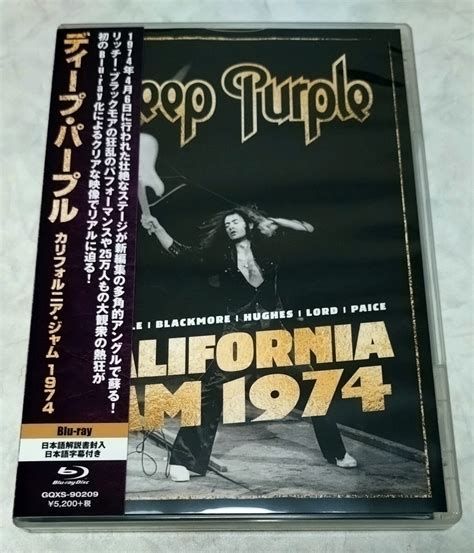 eep Purple
LE | BLACKMORE | HUGHES | LORD | PAICE
ALIFORNIA
AM 1974
1974年4月6日に行われた壮絶なステージが新編集の多角的アングルで蘇る！
リッチー・ブラックモアの狂乱のパフォーマンスや25万人もの大観衆の熱狂が
初のBlu-ray化によるクリアな映像でリアルに迫る！
ディープ・パープル
カリフォルニア・ジャム 1974
Blu-ray
日本語解説書封入
日本語字幕付き
Blu-ray Disc
GQXS-90209
¥5,200+税